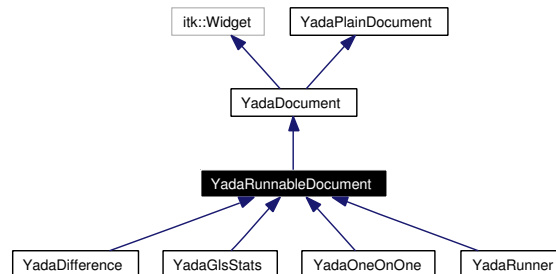 itk::Widget
YadaPlainDocument
YadaDocument
YadaRunnableDocument
YadaDifference
YadaGlsStats
YadaOneOnOne
YadaRunner